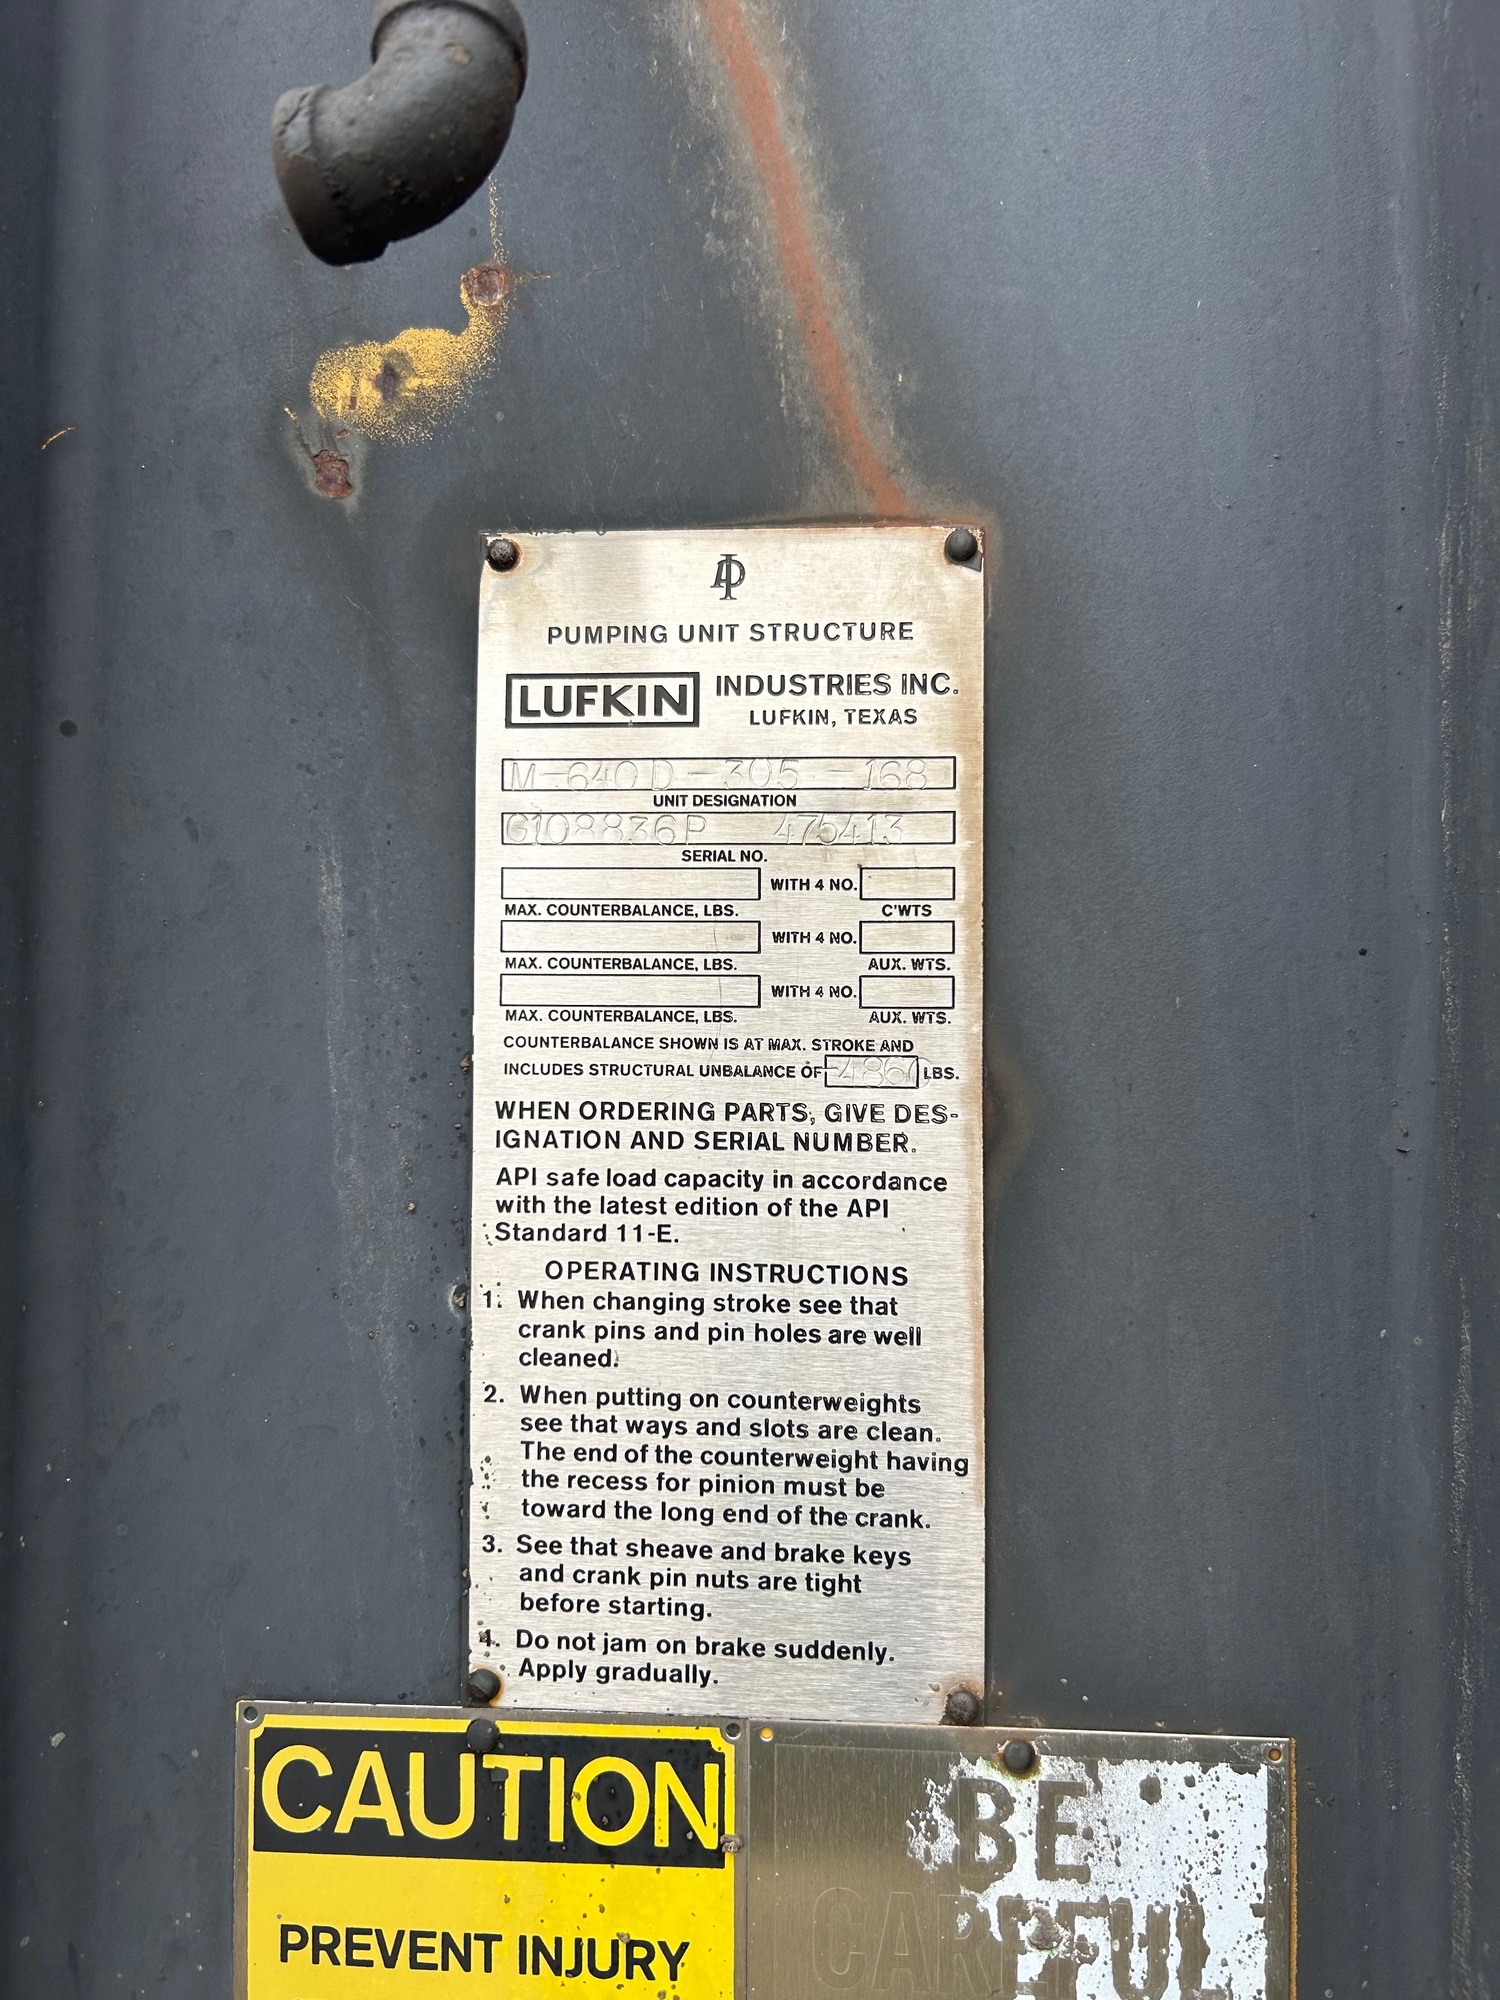 API
PUMPING UNIT STRUCTURE
LUFKIN INDUSTRIES INC.
LUFKIN, TEXAS
M-640D-305-168
UNIT DESIGNATION
G108836P 475413
SERIAL NO.
WITH 4 NO.
MAX. COUNTERBALANCE, LBS. C'WTS
WITH 4 NO.
MAX. COUNTERBALANCE, LBS. AUX. WTS.
WITH 4 NO.
MAX. COUNTERBALANCE, LBS. AUX. WTS.
COUNTERBALANCE SHOWN IS AT MAX. STROKE AND
INCLUDES STRUCTURAL UNBALANCE OF LBS.
WHEN ORDERING PARTS, GIVE DES-
IGNATION AND SERIAL NUMBER.
API safe load capacity in accordance
with the latest edition of the API
Standard 11-E.
OPERATING INSTRUCTIONS
1. When changing stroke see that
crank pins and pin holes are well
cleaned.
2. When putting on counterweights
see that ways and slots are clean.
The end of the counterweight having
the recess for pinion must be
toward the long end of the crank.
3. See that sheave and brake keys
and crank pin nuts are tight
before starting.
4. Do not jam on brake suddenly.
Apply gradually.
CAUTION
PREVENT INJURY
BE
CAREFUL